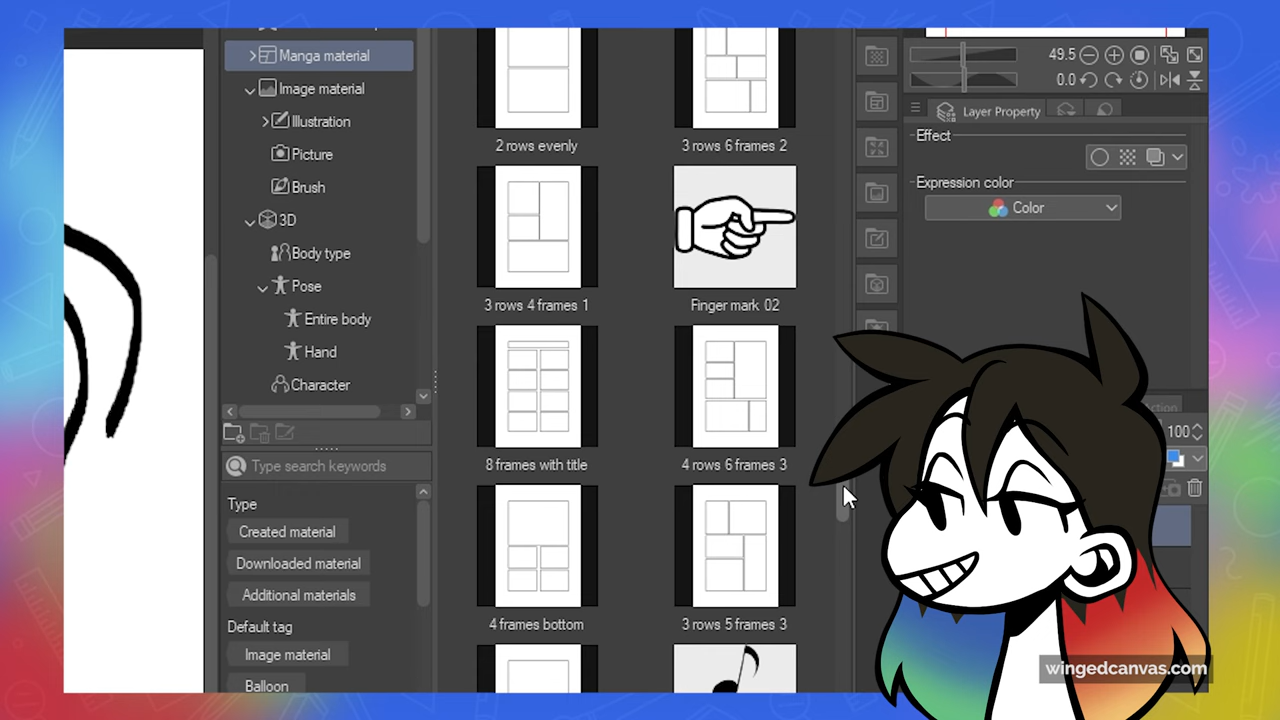 Manga material
Image material
Illustration
Picture
Brush
3D
Body type
Pose
Entire body
Hand
Character
Type search keywords
Type
Created material
Downloaded material
Additional materials
Default tag
Image material
Balloon
2 rows evenly
3 rows 6 frames 2
3 rows 4 frames 1
Finger mark 02
8 frames with title
4 rows 6 frames 3
4 frames bottom
3 rows 5 frames 3
49.5
0.0
Layer Property
Effect
Expression color
Color
100
wingedcanvas.com